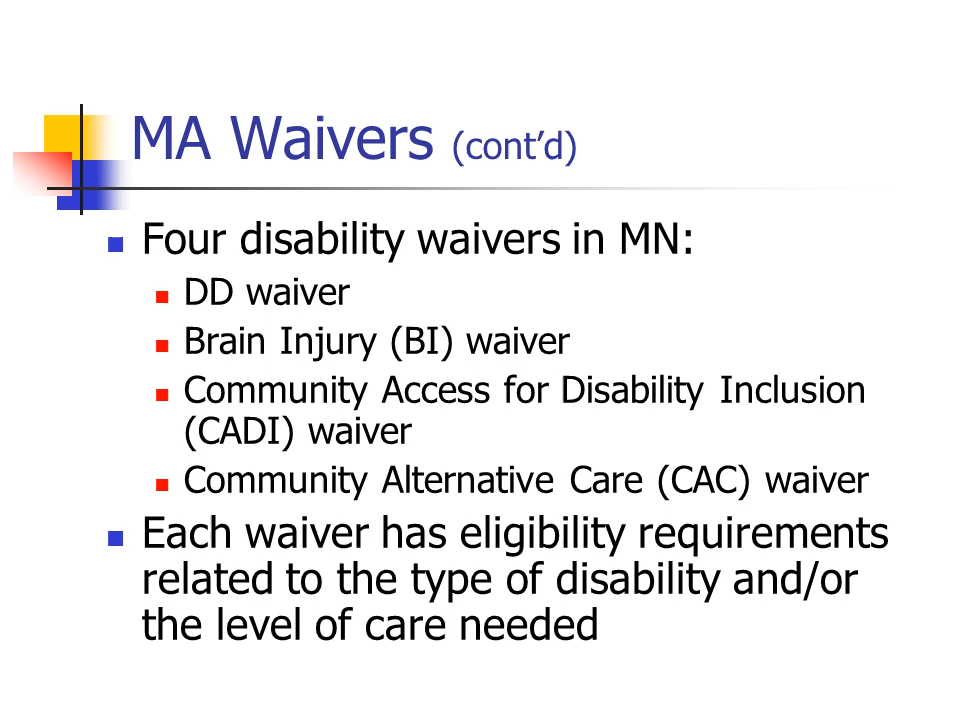 MA Waivers (cont’d)
Four disability waivers in MN:
DD waiver
Brain Injury (BI) waiver
Community Access for Disability Inclusion
(CADI) waiver
Community Alternative Care (CAC) waiver
Each waiver has eligibility requirements
related to the type of disability and/or
the level of care needed